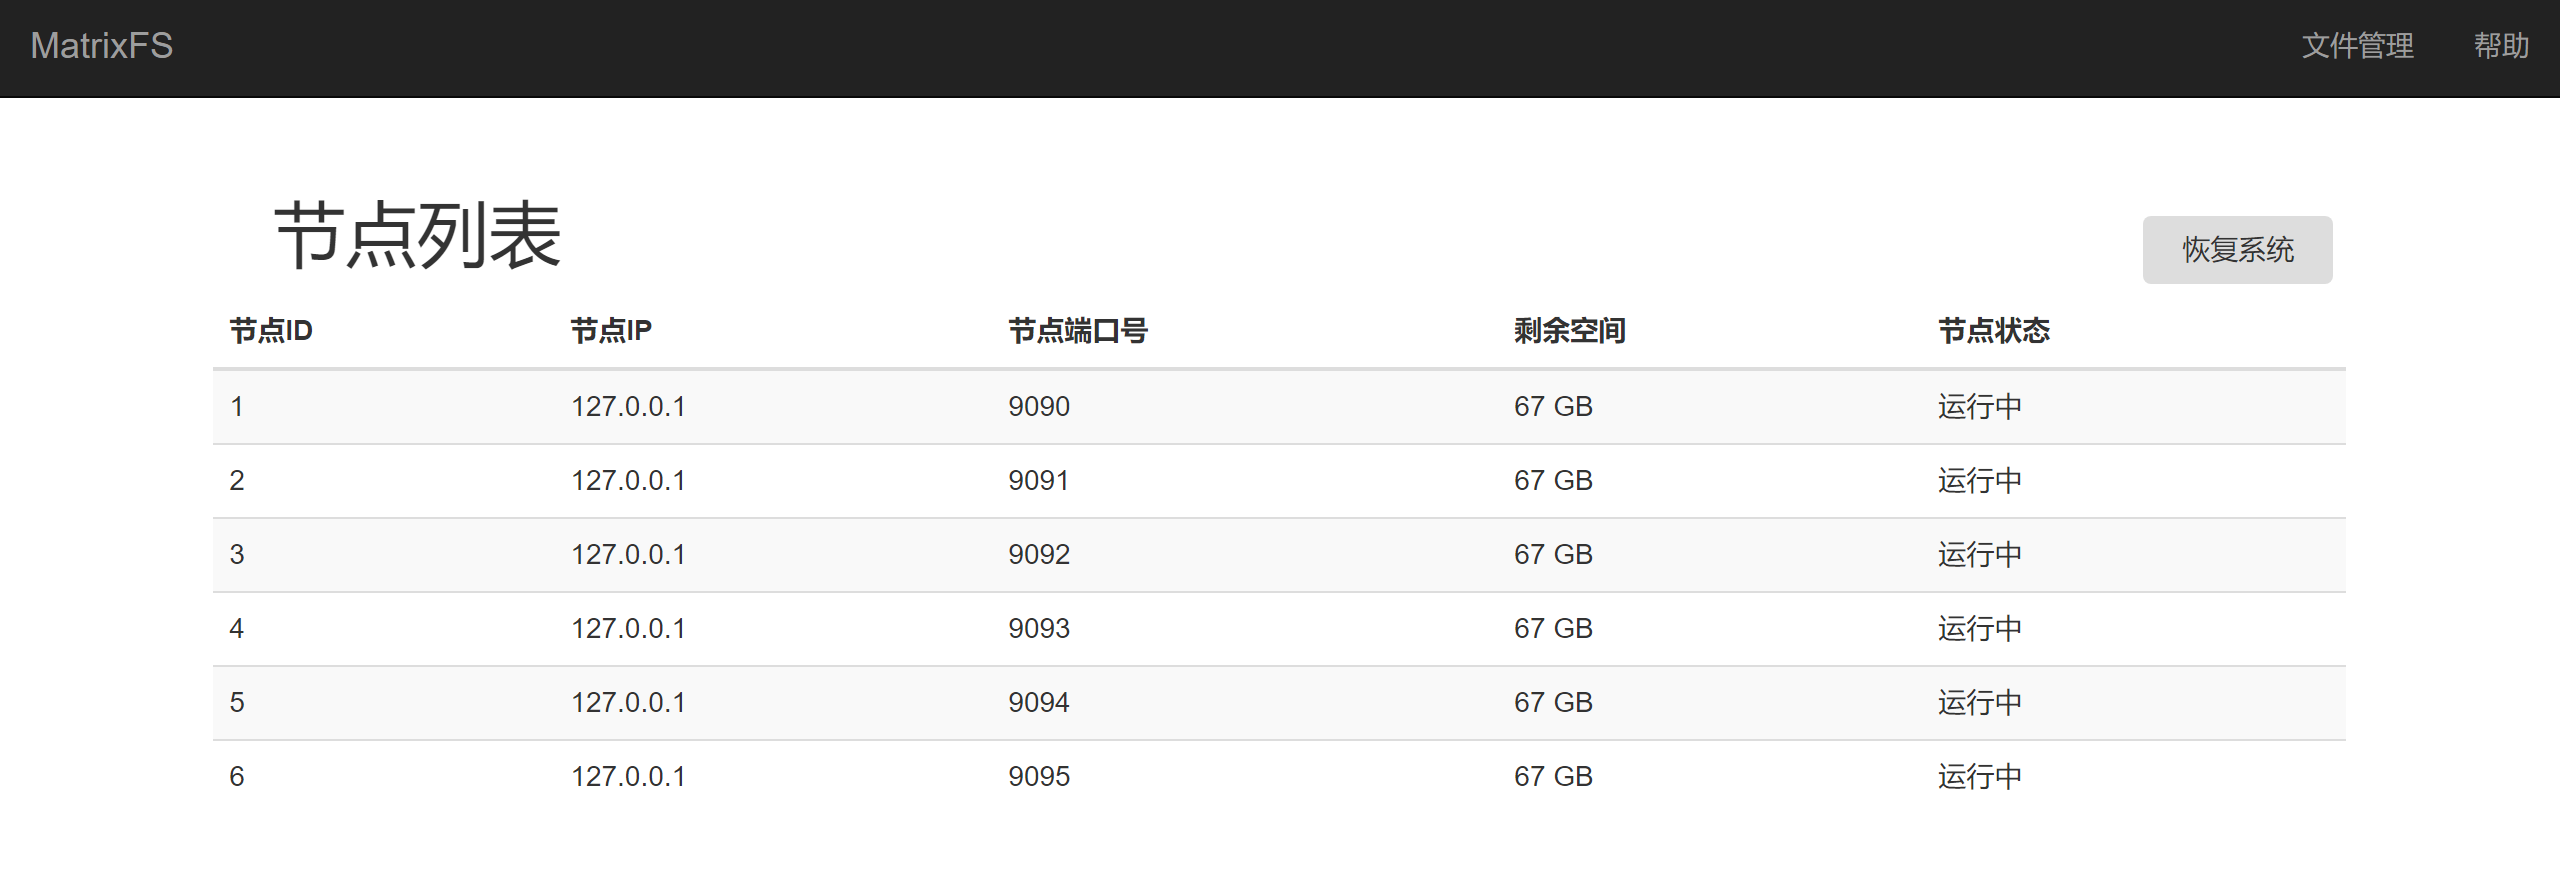 MatrixFS 文件管理 帮助
节点列表
恢复系统
节点ID 节点IP 节点端口号 剩余空间 节点状态
1 127.0.0.1 9090 67 GB 运行中
2 127.0.0.1 9091 67 GB 运行中
3 127.0.0.1 9092 67 GB 运行中
4 127.0.0.1 9093 67 GB 运行中
5 127.0.0.1 9094 67 GB 运行中
6 127.0.0.1 9095 67 GB 运行中